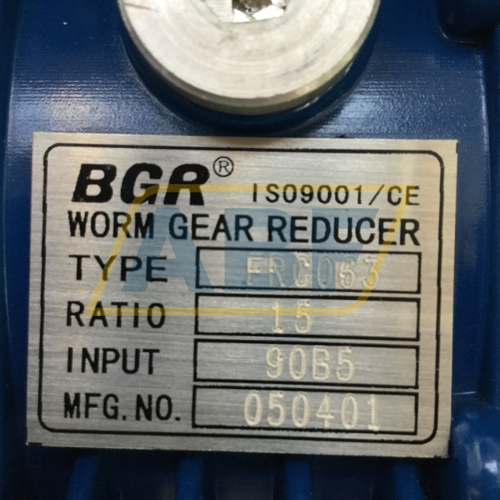 BGR®
ISO9001/CE
WORM GEAR REDUCER
TYPE FRC063
RATIO 15
INPUT 90B5
MFG.NO. 050401